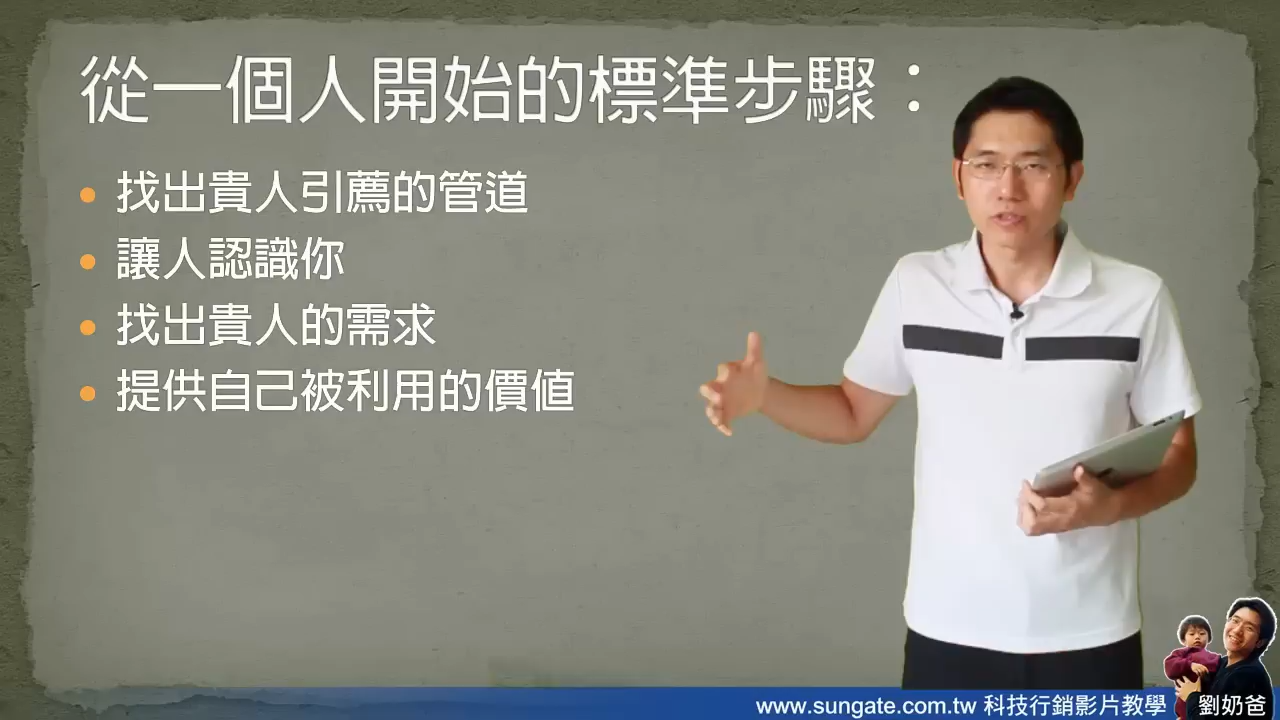 從一個人開始的標準步驟：
找出貴人引薦的管道
讓人認識你
找出貴人的需求
提供自己被利用的價值
www.sungate.com.tw 科技行銷影片教學
劉奶爸